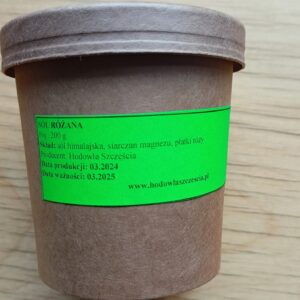 SÓL RÓŻANA
200 g
Skład: sól himalajska, siarczan magnezu, płatki róży
Producent: Hodowla Szczęścia
Data produkcji: 03.2024
Data ważności: 03.2025
www.hodowlaszczescia.pl